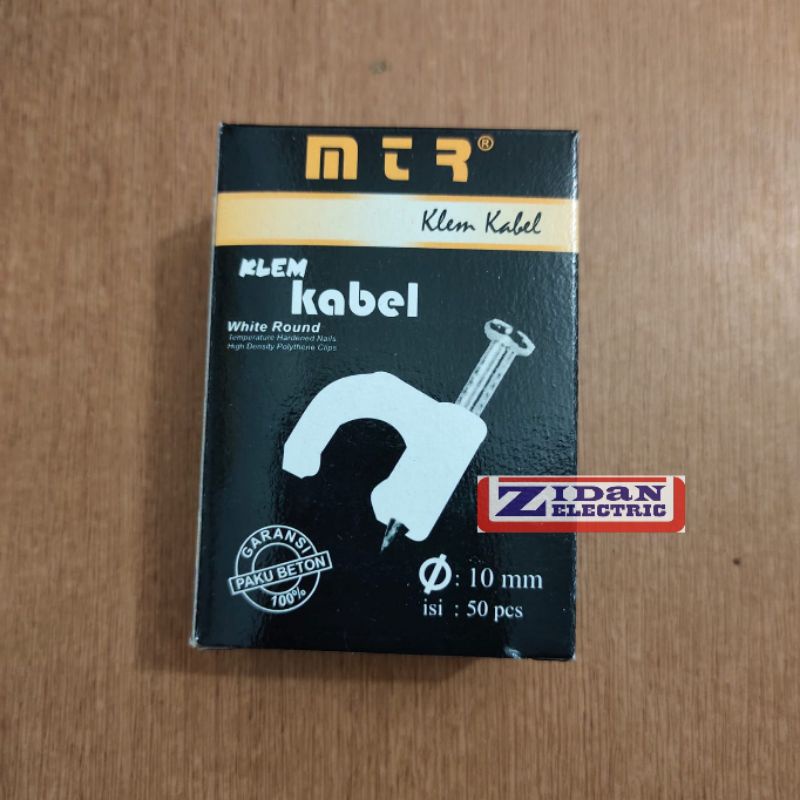 MTR®
Klem Kabel
KLEM
kabel
White Round
Temperature Hardened Nails
High Density Polythene Clips
ZIDaN
ELECTRIC
GARANSI
PAKU BETON
100%
Ø : 10 mm
isi : 50 pcs